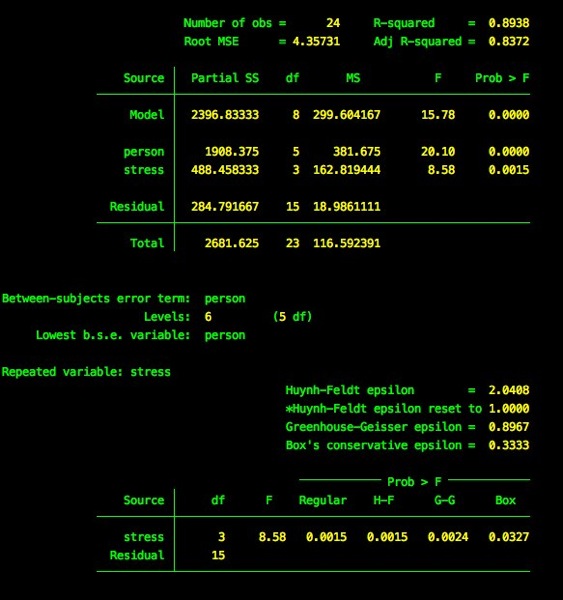 Number of obs = 24 R-squared = 0.8938
Root MSE = 4.35731 Adj R-squared = 0.8372
Source Partial SS df MS F Prob > F
Model 2396.83333 8 299.604167 15.78 0.0000
person 1908.375 5 381.675 20.10 0.0000
stress 488.458333 3 162.819444 8.58 0.0015
Residual 284.791667 15 18.9861111
Total 2681.625 23 116.592391
Between-subjects error term: person
Levels: 6 (5 df)
Lowest b.s.e. variable: person
Repeated variable: stress
Huynh-Feldt epsilon = 2.0408
*Huynh-Feldt epsilon reset to 1.0000
Greenhouse-Geisser epsilon = 0.8967
Box's conservative epsilon = 0.3333
Prob > F
Source df F Regular H-F G-G Box
stress 3 8.58 0.0015 0.0015 0.0024 0.0327
Residual 15